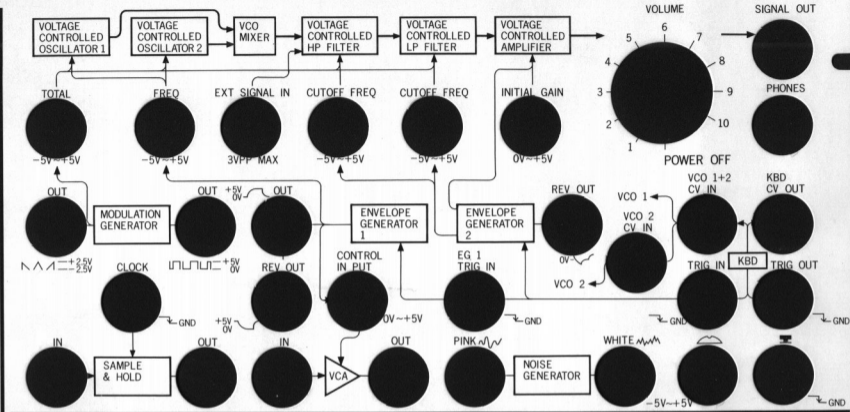 VOLTAGE CONTROLLED OSCILLATOR 1
VOLTAGE CONTROLLED OSCILLATOR 2
VCO MIXER
VOLTAGE CONTROLLED HP FILTER
VOLTAGE CONTROLLED LP FILTER
VOLTAGE CONTROLLED AMPLIFIER
VOLUME
1
2
3
4
5
6
7
8
9
10
POWER OFF
SIGNAL OUT
PHONES
TOTAL
-5V~+5V
FREQ
-5V~+5V
EXT SIGNAL IN
3VPP MAX
CUTOFF FREQ
-5V~+5V
CUTOFF FREQ
-5V~+5V
INITIAL GAIN
0V~+5V
OUT
+2.5V
-2.5V
MODULATION GENERATOR
OUT
+5V
0V
+5V
0V
OUT
ENVELOPE GENERATOR 1
ENVELOPE GENERATOR 2
REV OUT
0V
VCO 1
VCO 2
VCO 2 CV IN
VCO 1+2 CV IN
KBD CV OUT
KBD
CLOCK
GND
REV OUT
+5V
0V
CONTROL IN PUT
0V~+5V
EG 1 TRIG IN
GND
TRIG IN
GND
TRIG OUT
GND
IN
SAMPLE & HOLD
OUT
IN
VCA
OUT
PINK
NOISE GENERATOR
WHITE
-5V~+5V
GND